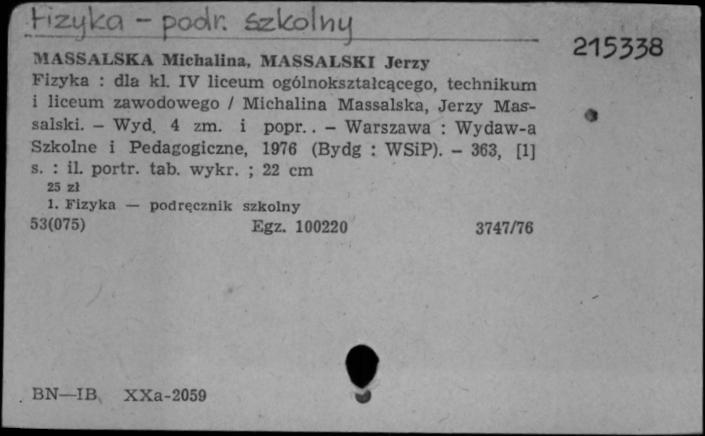 Fizyka - podr. szkolny
215338
MASSALSKA Michalina, MASSALSKI Jerzy
Fizyka : dla kl. IV liceum ogólnokształcącego, technikum
i liceum zawodowego / Michalina Massalska, Jerzy Mas-
salski. — Wyd. 4 zm. i popr.. — Warszawa : Wydaw-a
Szkolne i Pedagogiczne, 1976 (Bydg : WSiP). — 363, [1]
s. : il. portr. tab. wykr. ; 22 cm
25 zł
1. Fizyka — podręcznik szkolny
53(075) Egz. 100220 3747/76
BN—IB XXa-2059